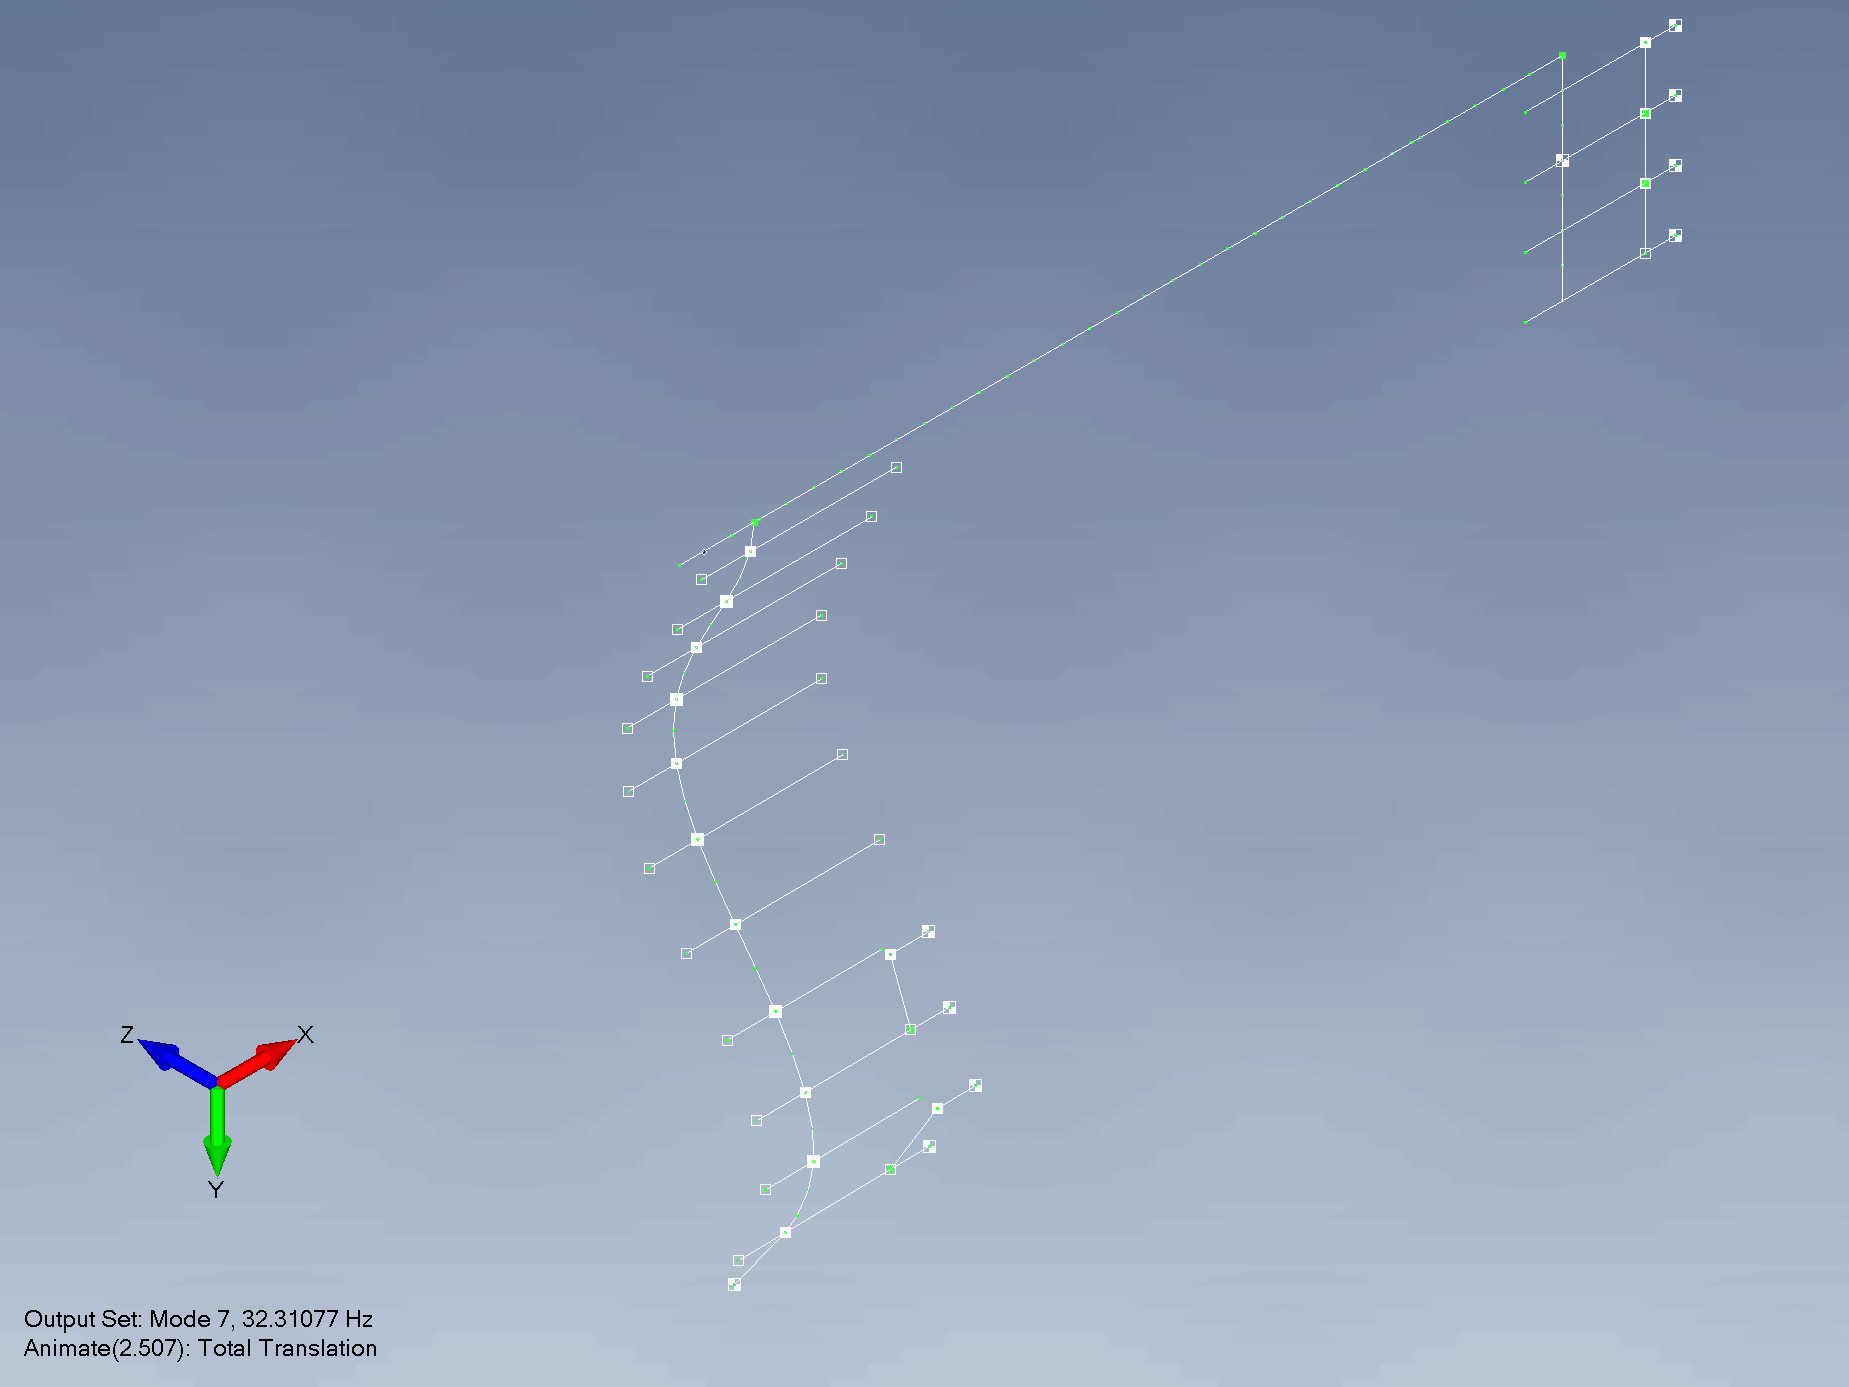 Z
X
Y
Output Set: Mode 7, 32.31077 Hz
Animate(2.507): Total Translation